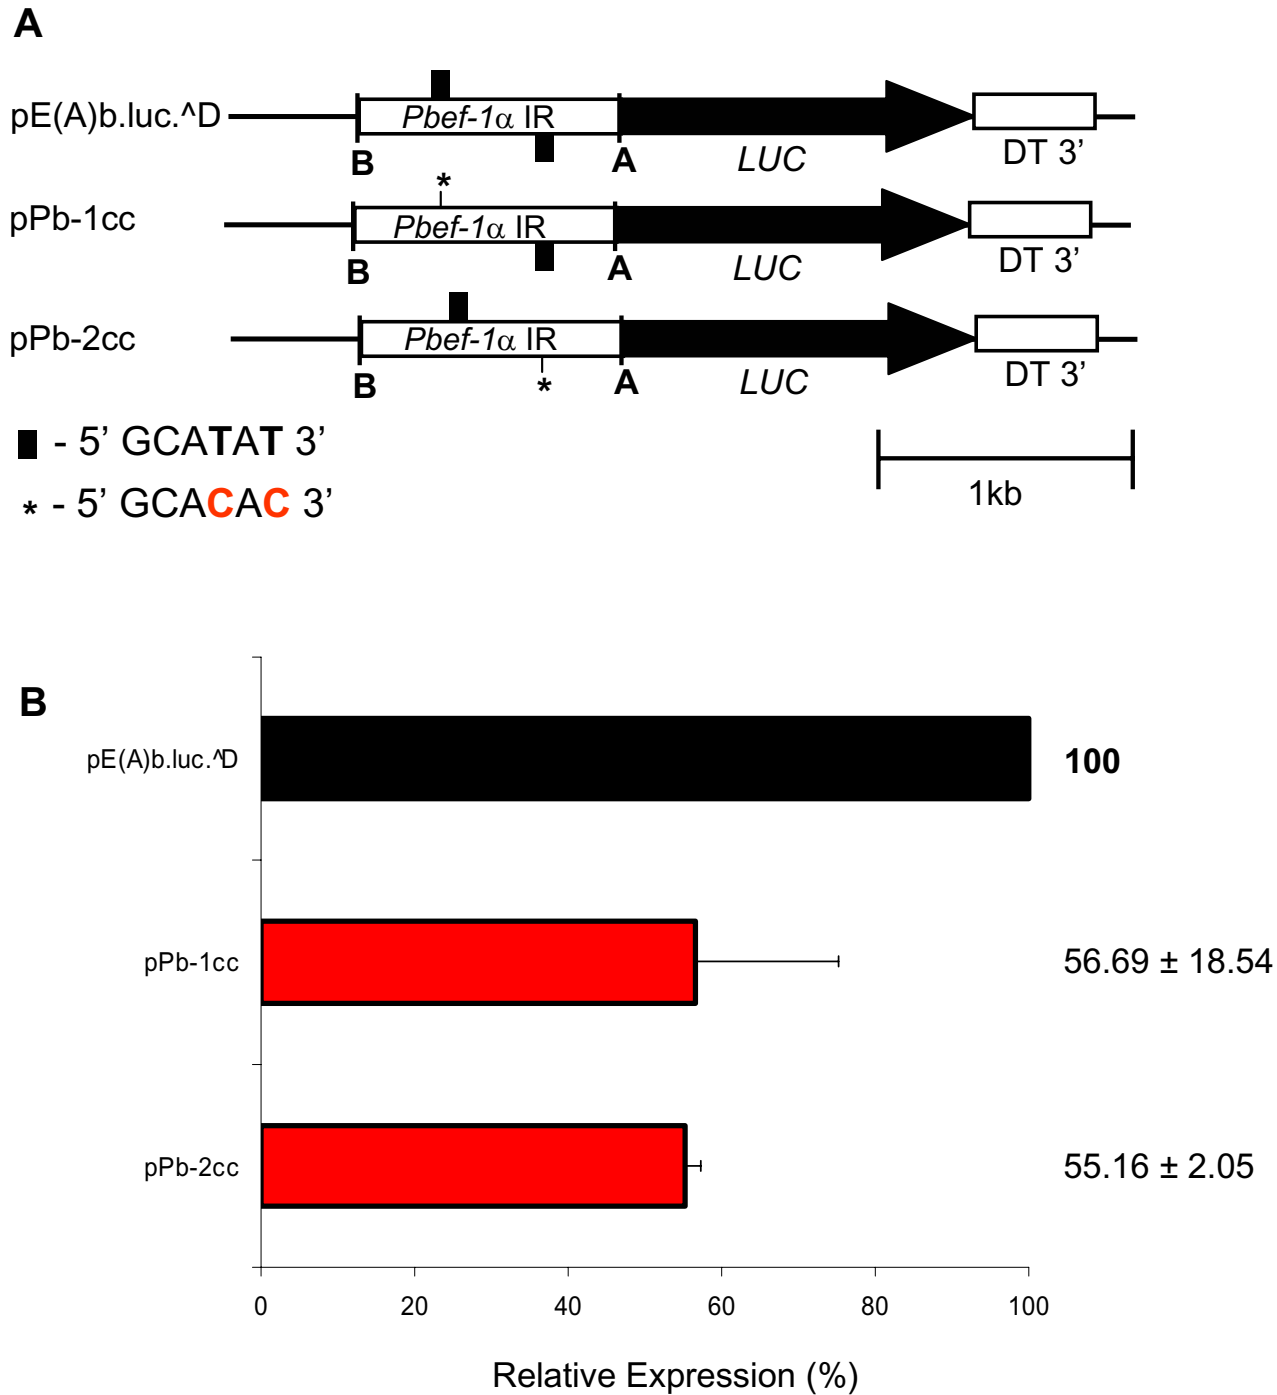 A
pE(A)b.luc.^D
Pbef-1α IR
B
A
LUC
DT 3’
pPb-1cc
*
Pbef-1α IR
B
A
LUC
DT 3’
pPb-2cc
Pbef-1α IR
B
*
A
LUC
DT 3’
- 5’ GCATAT 3’
* - 5’ GCACAC 3’
1kb
B
pE(A)b.luc.^D
100
pPb-1cc
56.69 ± 18.54
pPb-2cc
55.16 ± 2.05
0 20 40 60 80 100
Relative Expression (%)